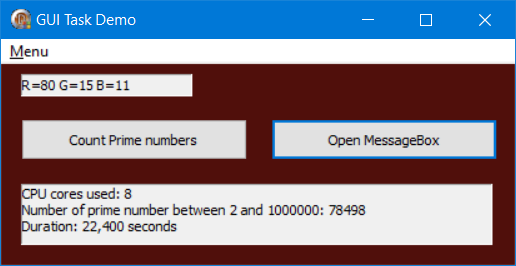 GUI Task Demo
Menu
R=80 G=15 B=11
Count Prime numbers
Open MessageBox
CPU cores used: 8
Number of prime number between 2 and 1000000: 78498
Duration: 22,400 seconds